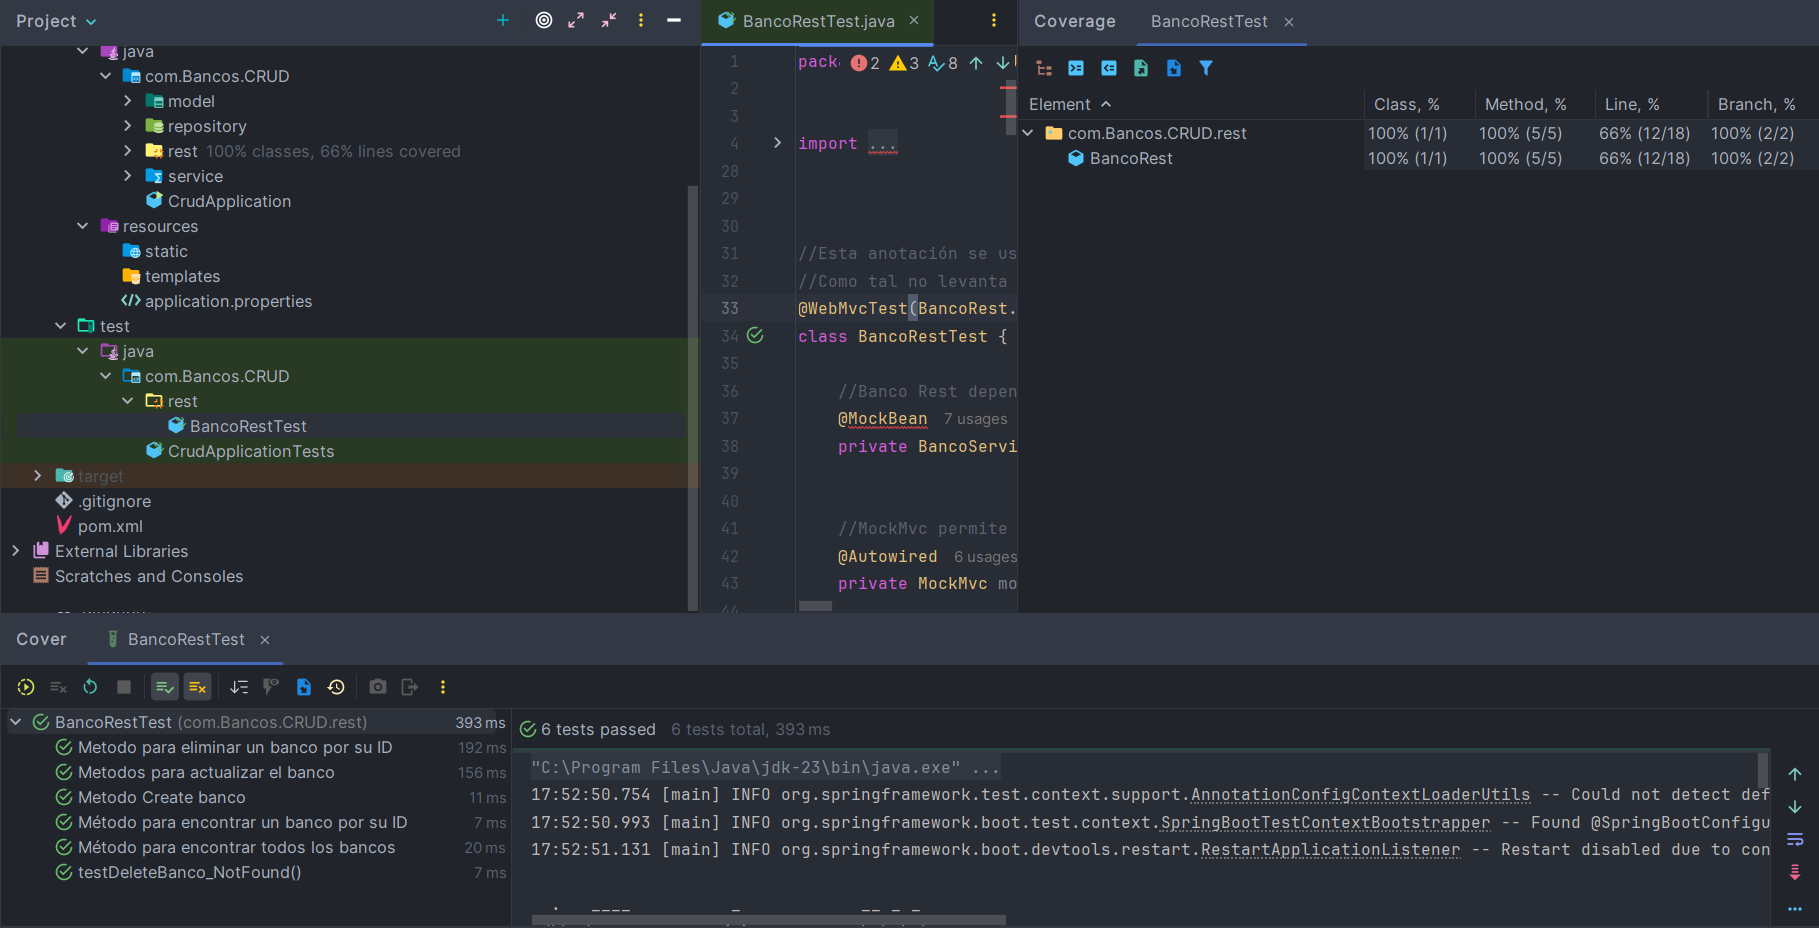 Project
java
com.Bancos.CRUD
model
repository
rest 100% classes, 66% lines covered
service
CrudApplication
resources
static
templates
application.properties
test
java
com.Bancos.CRUD
rest
BancoRestTest
CrudApplicationTests
target
.gitignore
pom.xml
External Libraries
Scratches and Consoles
BancoRestTest.java
1 pack 2 3 8
2
3
4 import ...
28
29
30
31 //Esta anotación se us
32 //Como tal no levanta
33 @WebMvcTest(BancoRest.
34 class BancoRestTest {
35
36 //Banco Rest depen
37 @MockBean 7 usages
38 private BancoServi
39
40
41 //MockMvc permite
42 @Autowired 6 usages
43 private MockMvc mo
44
Coverage BancoRestTest
Element Class, % Method, % Line, % Branch, %
com.Bancos.CRUD.rest 100% (1/1) 100% (5/5) 66% (12/18) 100% (2/2)
BancoRest 100% (1/1) 100% (5/5) 66% (12/18) 100% (2/2)
Cover BancoRestTest
BancoRestTest (com.Bancos.CRUD.rest) 393 ms
Metodo para eliminar un banco por su ID 192 ms
Metodos para actualizar el banco 156 ms
Metodo Create banco 11 ms
Método para encontrar un banco por su ID 7 ms
Método para encontrar todos los bancos 20 ms
testDeleteBanco_NotFound() 7 ms
6 tests passed 6 tests total, 393 ms
"C:\Program Files\Java\jdk-23\bin\java.exe" ...
17:52:50.754 [main] INFO org.springframework.test.context.support.AnnotationConfigContextLoaderUtils -- Could not detect def
17:52:50.993 [main] INFO org.springframework.boot.test.context.SpringBootTestContextBootstrapper -- Found @SpringBootConfigu
17:52:51.131 [main] INFO org.springframework.boot.devtools.restart.RestartApplicationListener -- Restart disabled due to con